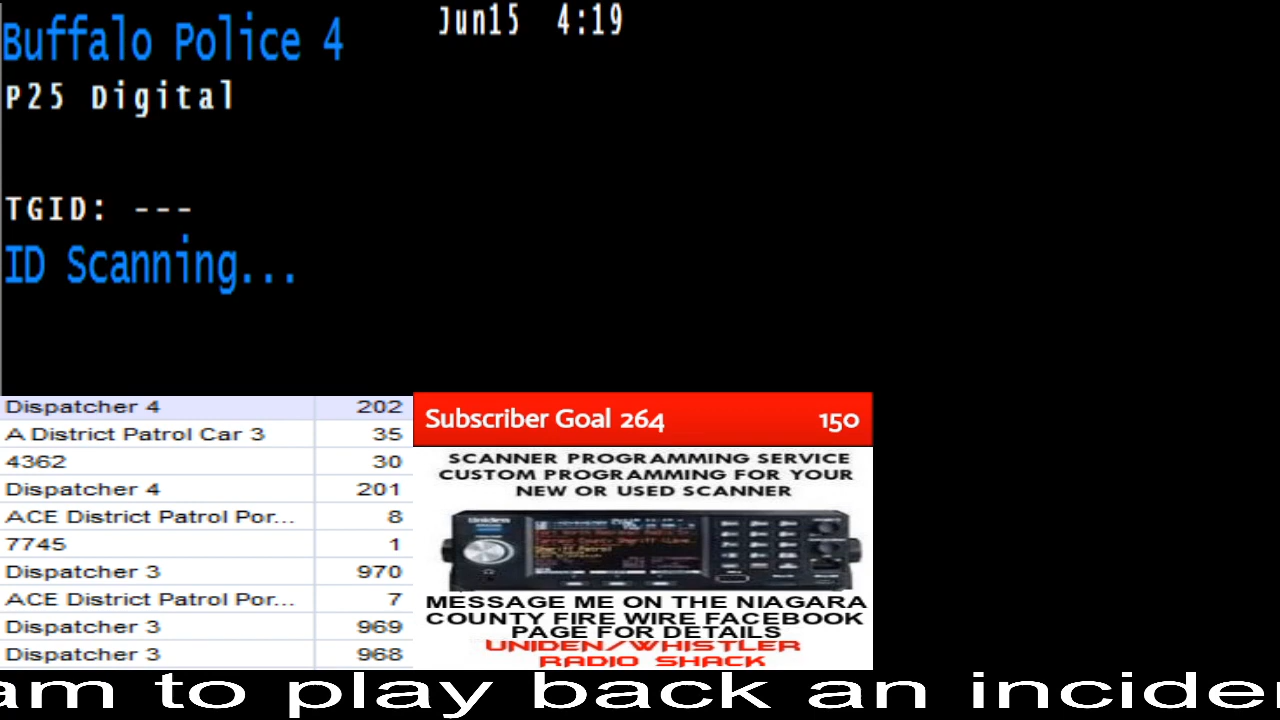 Buffalo Police 4
Jun15 4:19
P25 Digital
TGID: ---
ID Scanning...
Dispatcher 4 202
A District Patrol Car 3 35
4362 30
Dispatcher 4 201
ACE District Patrol Por... 8
7745 1
Dispatcher 3 970
ACE District Patrol Por... 7
Dispatcher 3 969
Dispatcher 3 968
Subscriber Goal 264 150
SCANNER PROGRAMMING SERVICE
CUSTOM PROGRAMMING FOR YOUR
NEW OR USED SCANNER
Uniden
MESSAGE ME ON THE NIAGARA
COUNTY FIRE WIRE FACEBOOK
PAGE FOR DETAILS
UNIDEN/WHISTLER
RADIO SHACK
am to play back an inciden